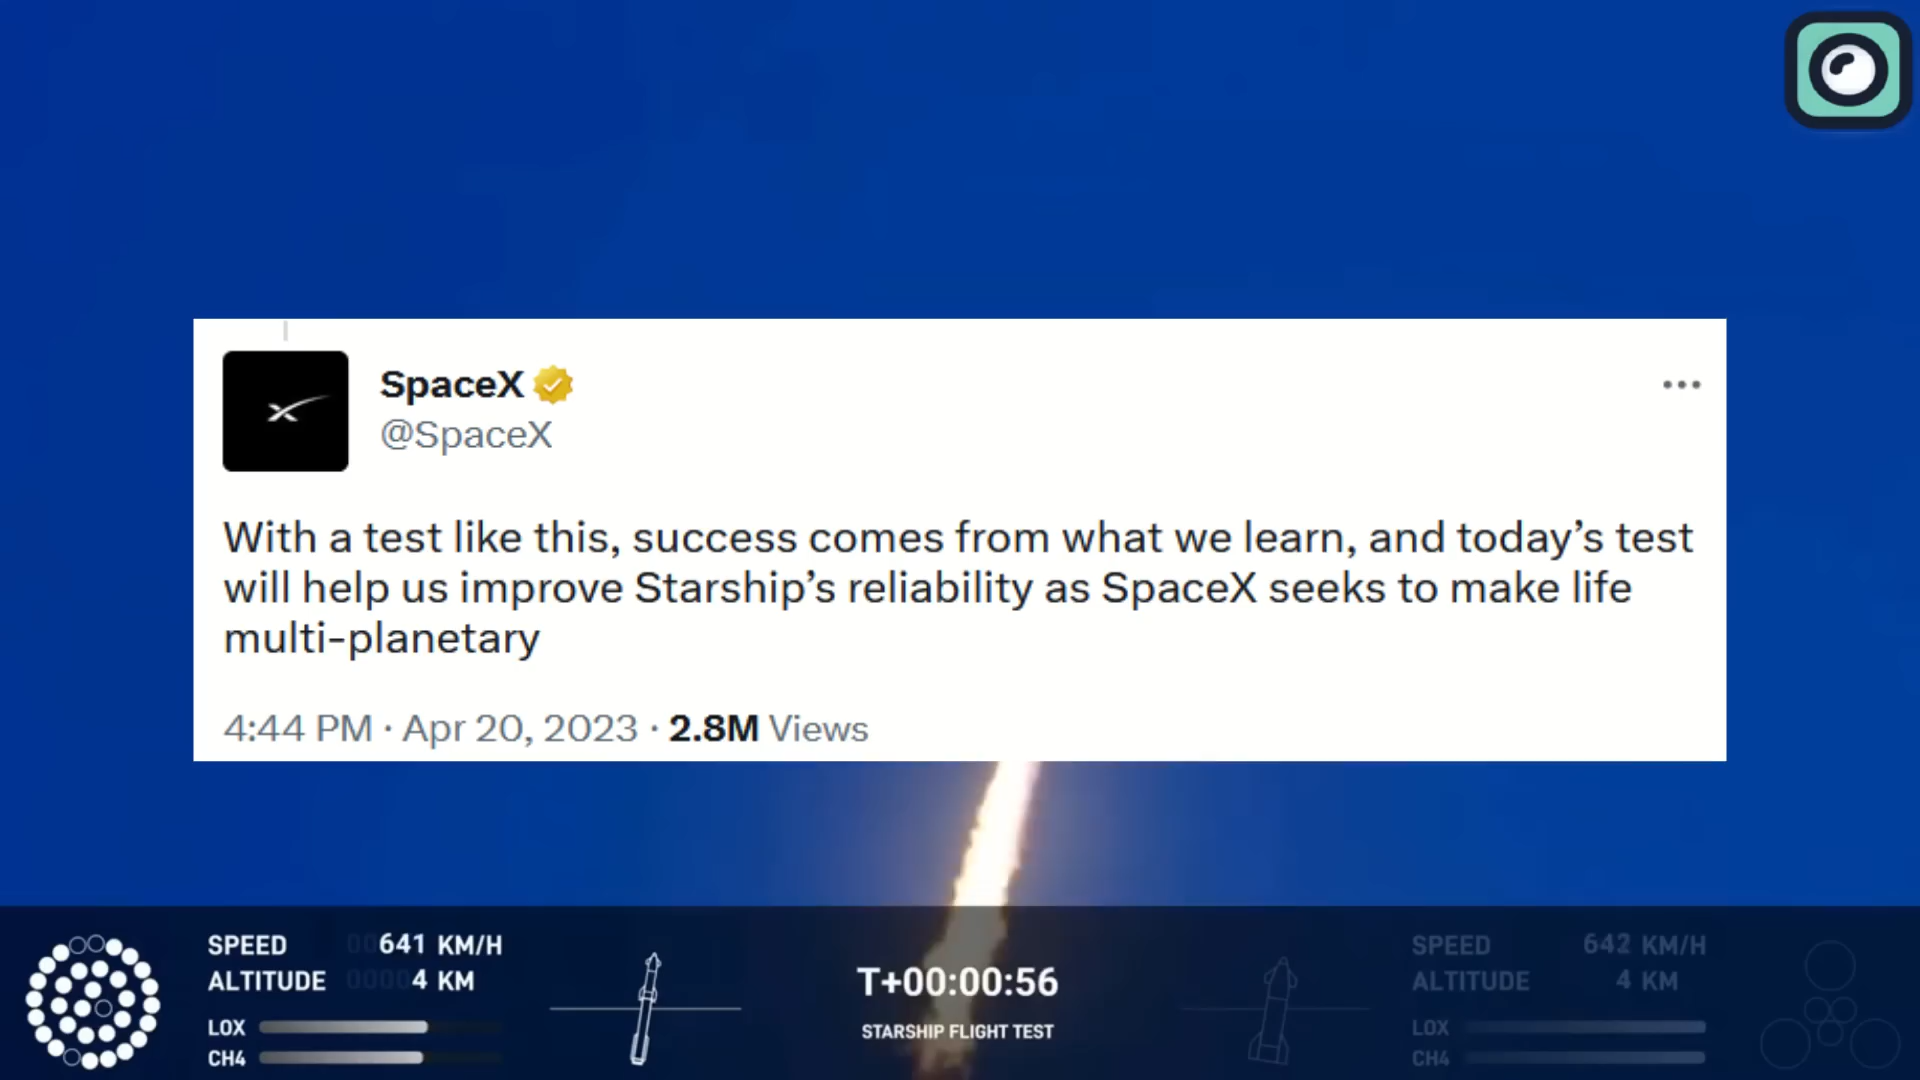 SpaceX
@SpaceX
With a test like this, success comes from what we learn, and today’s test
will help us improve Starship’s reliability as SpaceX seeks to make life
multi-planetary
4:44 PM · Apr 20, 2023 · 2.8M Views
SPEED 00641 KM/H
ALTITUDE 00004 KM
LOX
CH4
T+00:00:56
STARSHIP FLIGHT TEST
SPEED 642 KM/H
ALTITUDE 4 KM
LOX
CH4